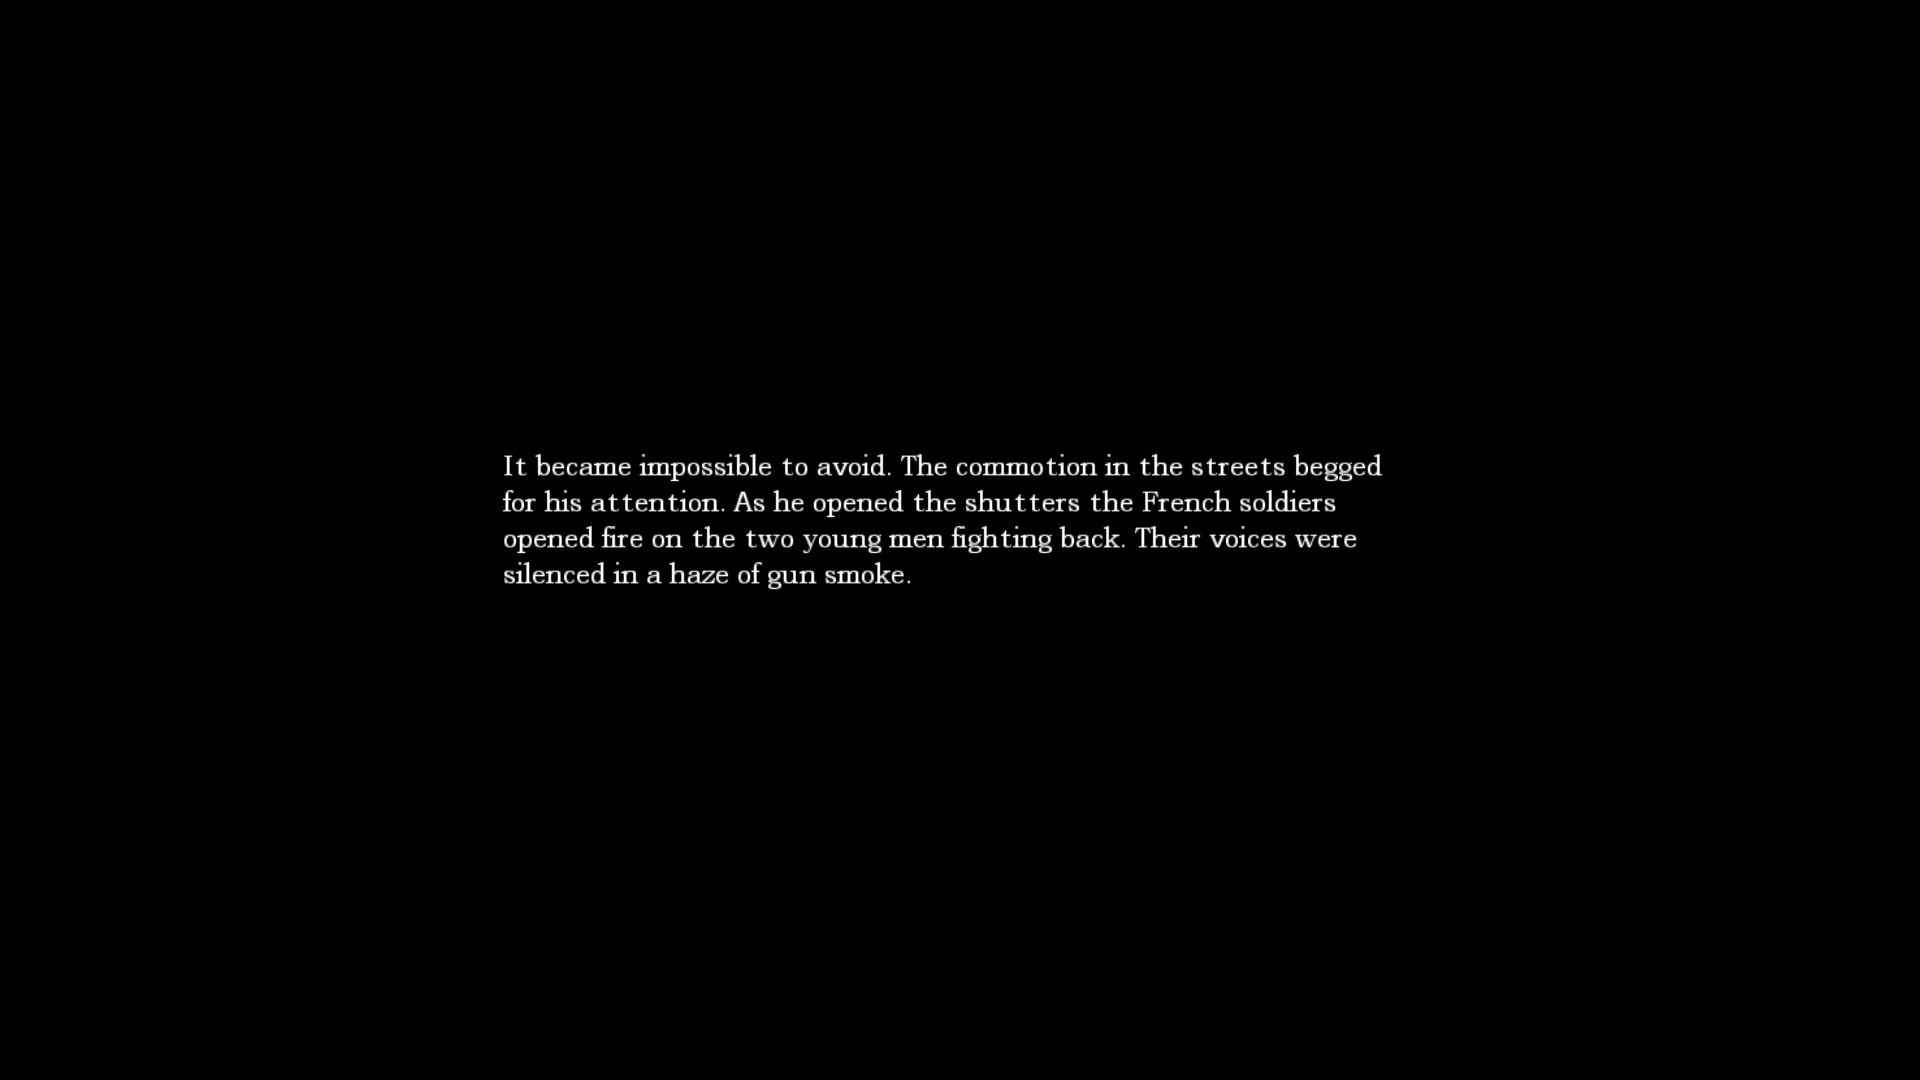 It became impossible to avoid. The commotion in the streets begged
for his attention. As he opened the shutters the French soldiers
opened fire on the two young men fighting back. Their voices were
silenced in a haze of gun smoke.